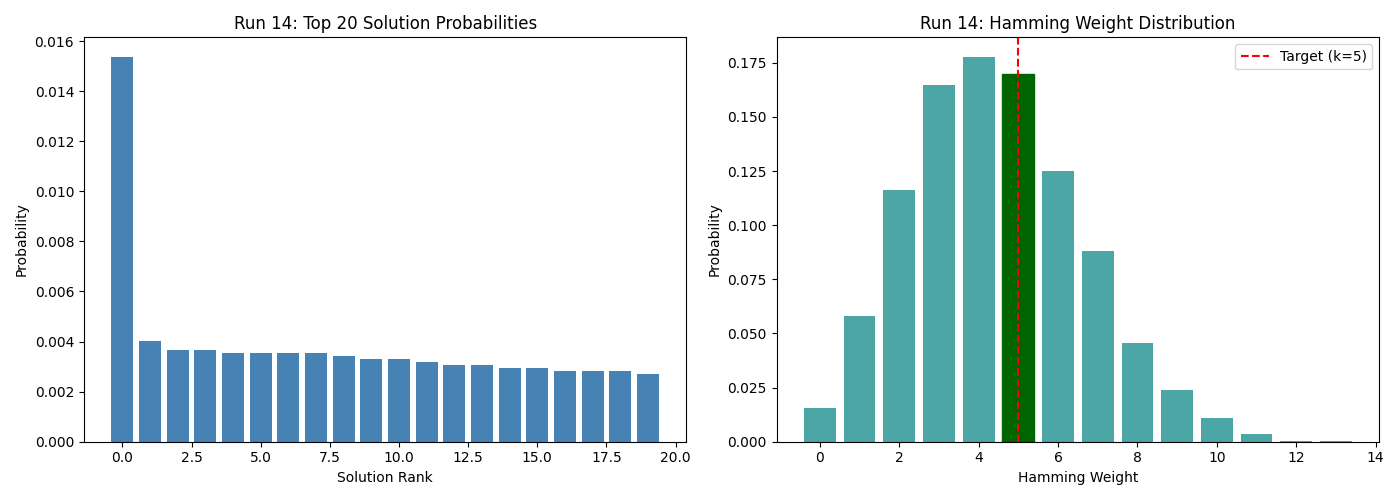 Run 14: Top 20 Solution Probabilities
Probability
0.016
0.014
0.012
0.010
0.008
0.006
0.004
0.002
0.000
0.0 2.5 5.0 7.5 10.0 12.5 15.0 17.5 20.0
Solution Rank
Run 14: Hamming Weight Distribution
Target (k=5)
Probability
0.175
0.150
0.125
0.100
0.075
0.050
0.025
0.000
0 2 4 6 8 10 12 14
Hamming Weight